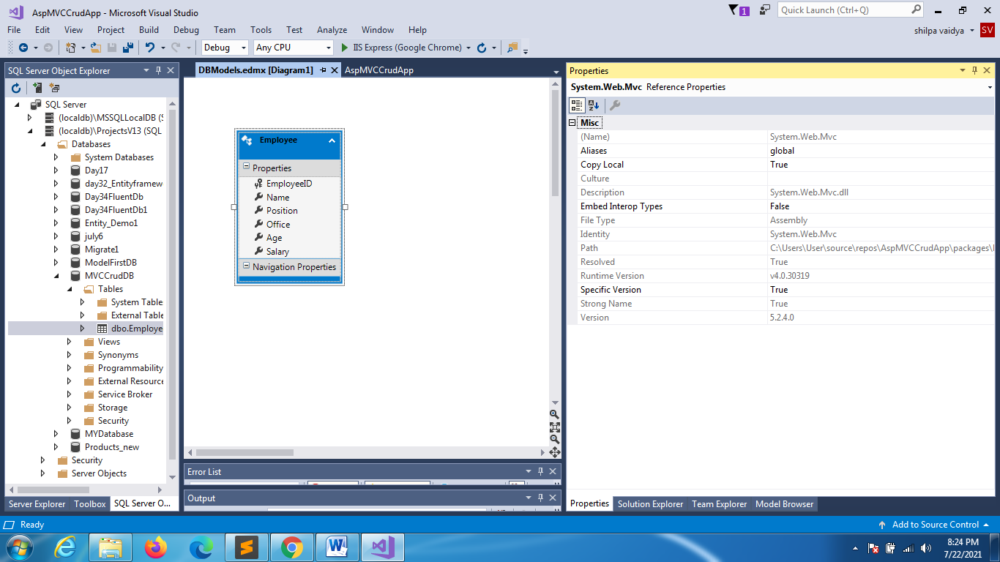 AspMVCCrudApp - Microsoft Visual Studio
1
Quick Launch (Ctrl+Q)
File Edit View Project Build Debug Team Tools Test Analyze Window Help
shilpa vaidya SV
Debug Any CPU IIS Express (Google Chrome)
SQL Server Object Explorer
SQL Server
(localdb)\MSSQLLocalDB (S
(localdb)\ProjectsV13 (SQL
Databases
System Databases
Day17
day32_Entityframew
Day34FluentDb
Day34FluentDb1
Entity_Demo1
july6
Migrate1
ModelFirstDB
MVCCrudDB
Tables
System Table
External Table
dbo.Employe
Views
Synonyms
Programmability
External Resource
Service Broker
Storage
Security
MYDatabase
Products_new
Security
Server Objects
Server Explorer Toolbox SQL Server O...
DBModels.edmx [Diagram1] AspMVCCrudApp
Employee
Properties
EmployeeID
Name
Position
Office
Age
Salary
Navigation Properties
Error List
Output
Properties
System.Web.Mvc Reference Properties
Misc
(Name) System.Web.Mvc
Aliases global
Copy Local True
Culture
Description System.Web.Mvc.dll
Embed Interop Types False
File Type Assembly
Identity System.Web.Mvc
Path C:\Users\User\source\repos\AspMVCCrudApp\packages\
Resolved True
Runtime Version v4.0.30319
Specific Version True
Strong Name True
Version 5.2.4.0
Properties Solution Explorer Team Explorer Model Browser
Ready
Add to Source Control
8:24 PM
7/22/2021